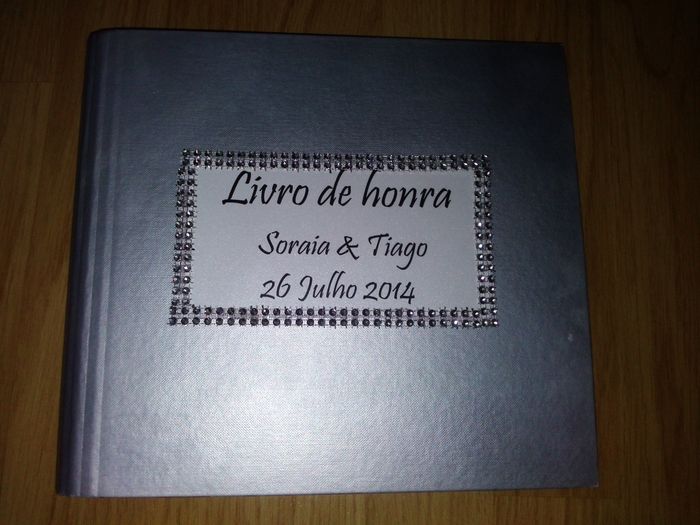 Livro de honra
Soraia & Tiago
26 Julho 2014